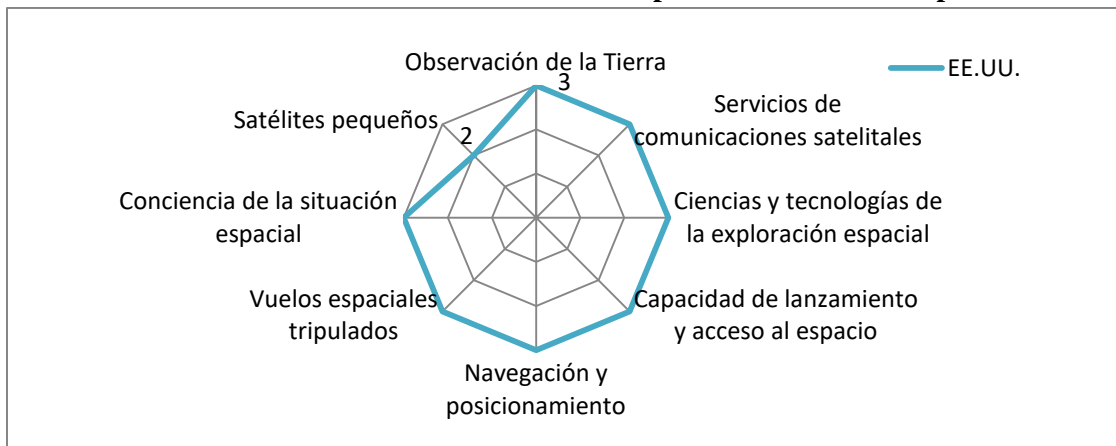 Observación de la Tierra
3
EE.UU.
Servicios de
comunicaciones satelitales
Satélites pequeños
2
Conciencia de la situación
espacial
Ciencias y tecnologías de
la exploración espacial
Vuelos espaciales
tripulados
Capacidad de lanzamiento
y acceso al espacio
Navegación y
posicionamiento